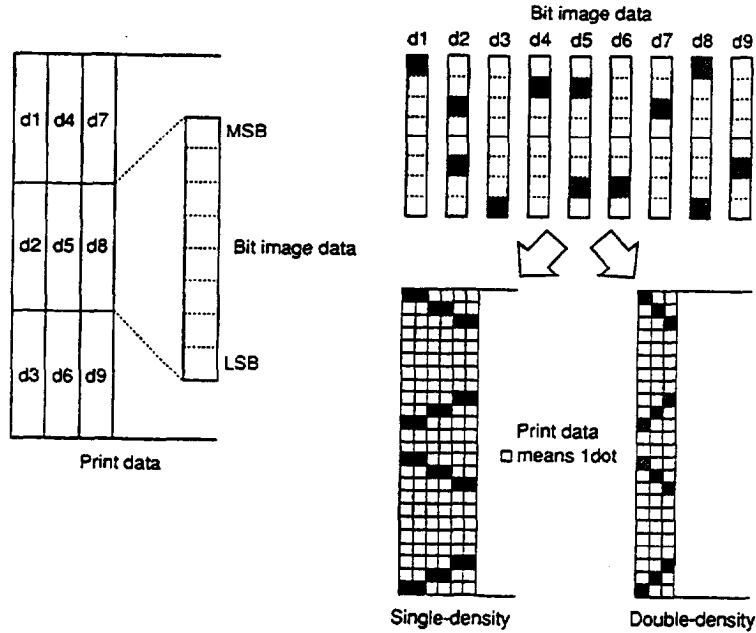 Bit image data
d1 d2 d3 d4 d5 d6 d7 d8 d9
d1 d4 d7
d2 d5 d8
d3 d6 d9
MSB
Bit image data
LSB
Print data
Print data
□ means 1dot
Single-density
Double-density